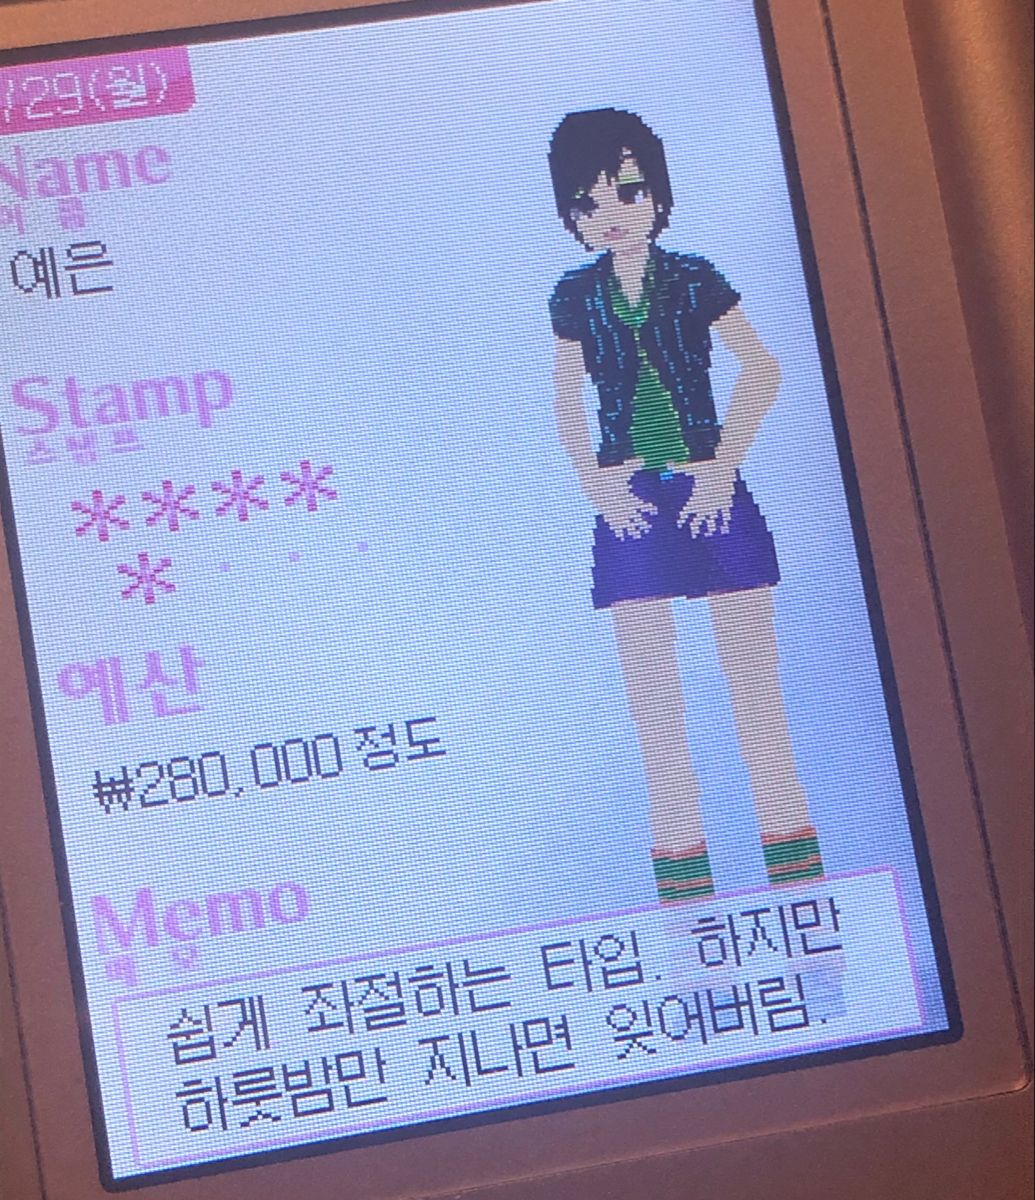 /29(월)
Name
이 름
예은
Stamp
스탬프
****
*···
예산
₩280,000 정도
Memo
메 모
쉽게 좌절하는 타입. 하지만
하룻밤만 지나면 잊어버림.